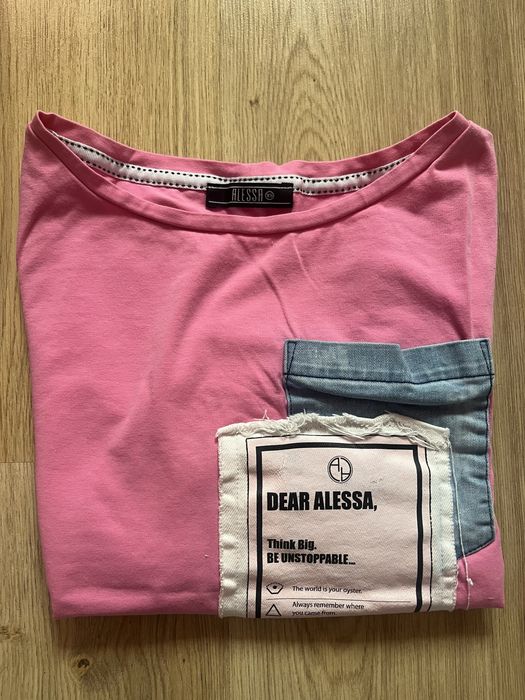 ALESSA
DEAR ALESSA,
Think Big.
BE UNSTOPPABLE...
The world is your oyster.
Always remember where
you came from.